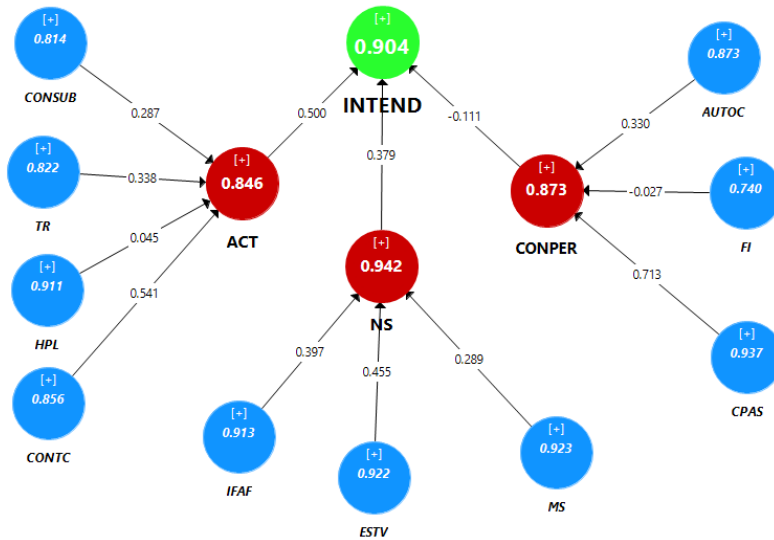 [+]
0.814
CONSUB
[+]
0.904
INTEND
[+]
0.873
AUTOC
0.287
0.500
-0.111
0.330
[+]
0.822
TR
0.338
[+]
0.846
ACT
0.379
[+]
0.873
CONPER
-0.027
[+]
0.740
FI
0.045
[+]
0.911
HPL
0.541
[+]
0.942
NS
0.713
[+]
0.856
CONTC
0.397
0.455
0.289
[+]
0.937
CPAS
[+]
0.913
IFAF
[+]
0.922
ESTV
[+]
0.923
MS